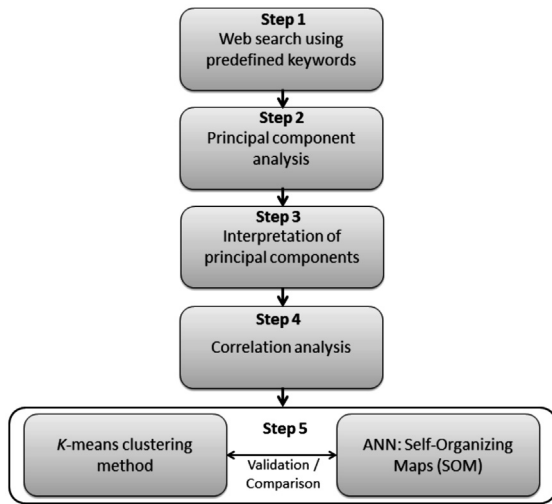 Step 1
Web search using
predefined keywords
Step 2
Principal component
analysis
Step 3
Interpretation of
principal components
Step 4
Correlation analysis
Step 5
K-means clustering
method
Validation /
Comparison
ANN: Self-Organizing
Maps (SOM)